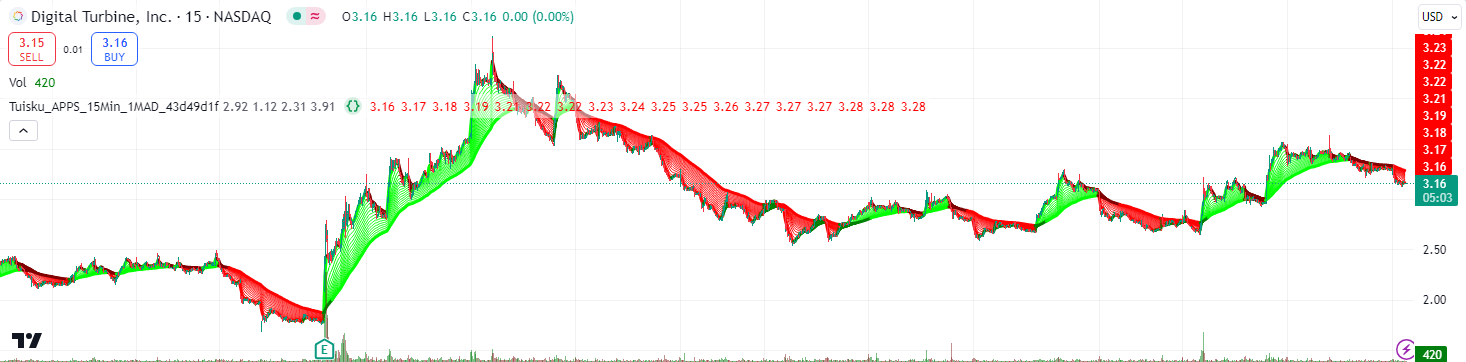 Digital Turbine, Inc. · 15 · NASDAQ O3.16 H3.16 L3.16 C3.16 0.00 (0.00%)
USD
3.15 0.01 3.16
SELL BUY
Vol 420
Tuisku_APPS_15Min_1MAD_43d49d1f 2.92 1.12 2.31 3.91 {} 3.16 3.17 3.18 3.19 3.21 3.22 3.22 3.23 3.24 3.25 3.25 3.26 3.27 3.27 3.27 3.28 3.28 3.28
3.23
3.22
3.22
3.21
3.19
3.18
3.17
3.16
3.16
05:03
2.50
2.00
E
420